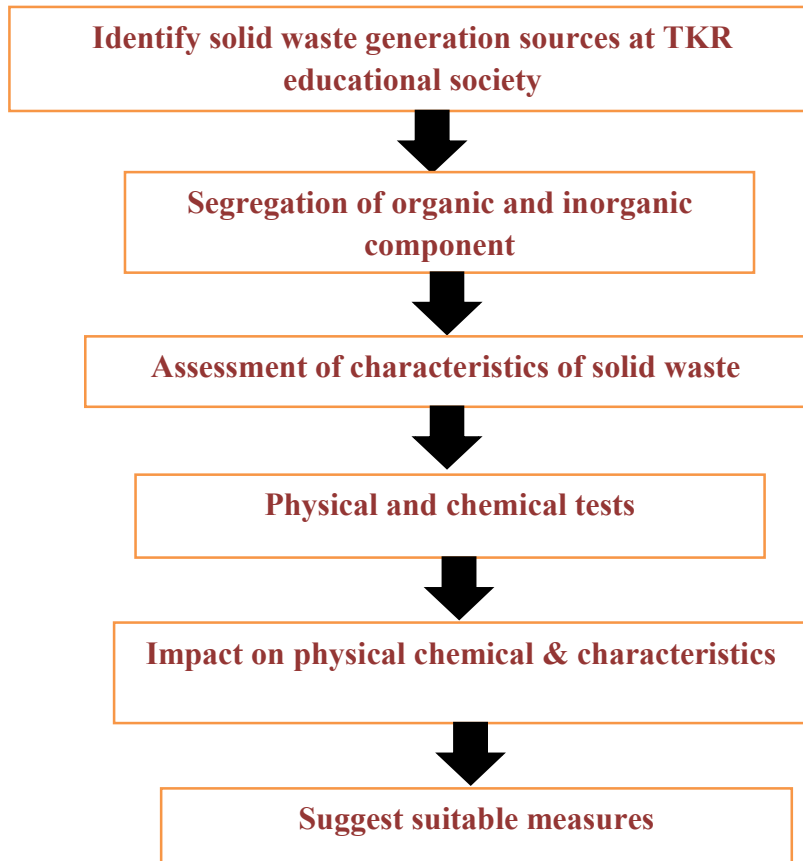 Identify solid waste generation sources at TKR
educational society
Segregation of organic and inorganic
component
Assessment of characteristics of solid waste
Physical and chemical tests
Impact on physical chemical & characteristics
Suggest suitable measures